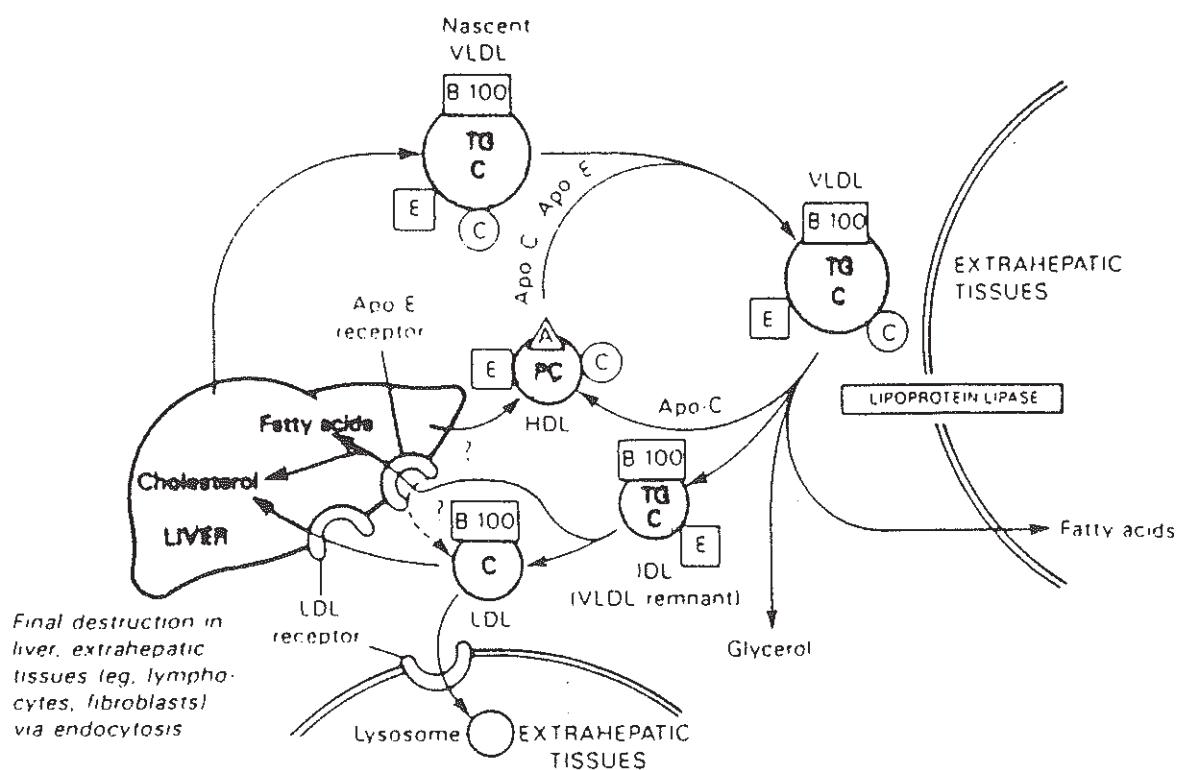 Nascent
VLDL
B 100
TG
C
E
C
Apo C
Apo E
VLDL
B 100
TG
C
E
C
EXTRAHEPATIC
TISSUES
LIPOPROTEIN LIPASE
Apo E
receptor
A
E
PC
C
HDL
Apo-C
Fatty acids
Cholesterol
LIVER
?
?
B 100
TG
C
E
IDL
(VLDL remnant)
B 100
C
LDL
Fatty acids
Glycerol
LDL
receptor
Final destruction in
liver, extrahepatic
tissues (eg, lympho-
cytes, fibroblasts)
via endocytosis
Lysosome
EXTRAHEPATIC
TISSUES